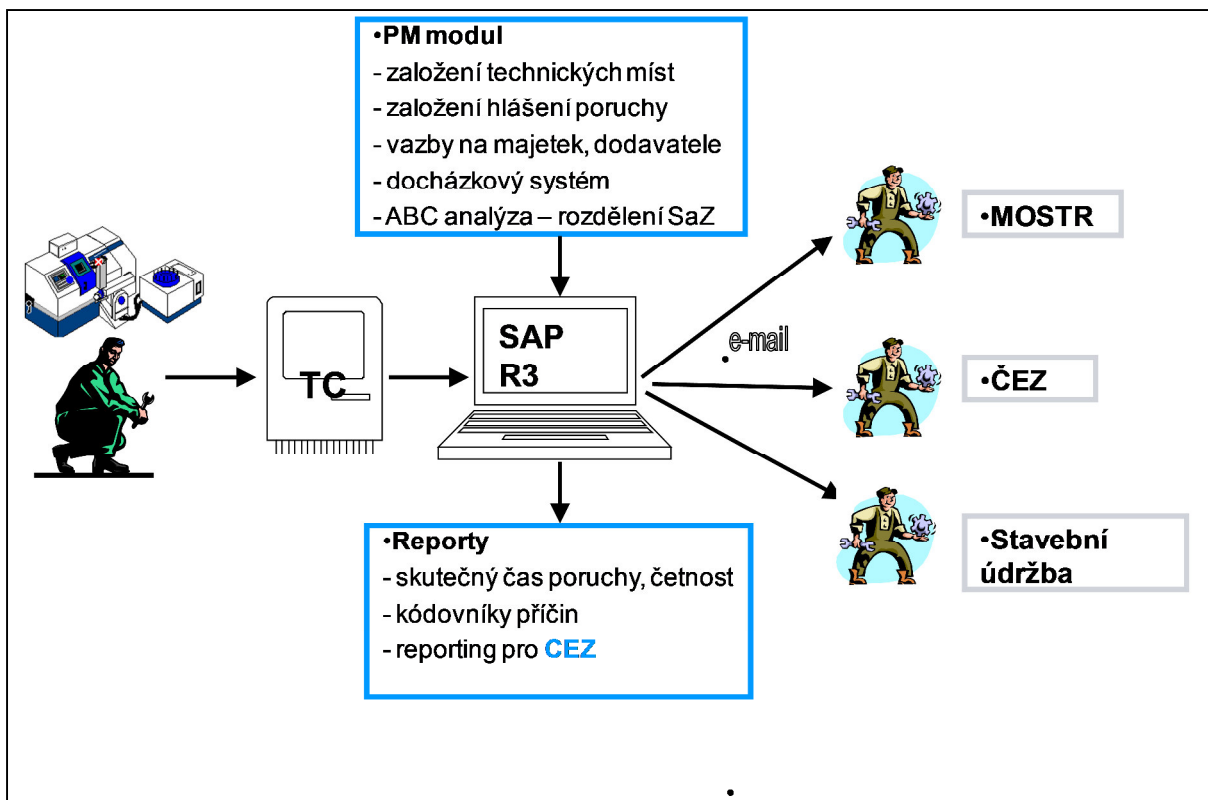 •PM modul
- založení technických míst
- založení hlášení poruchy
- vazby na majetek, dodavatele
- docházkový systém
- ABC analýza – rozdělení SaZ
TC
SAP
R3
e-mail
•
•MOSTR
•ČEZ
•Stavební
údržba
•Reporty
- skutečný čas poruchy, četnost
- kódovníky příčin
- reporting pro CEZ
•